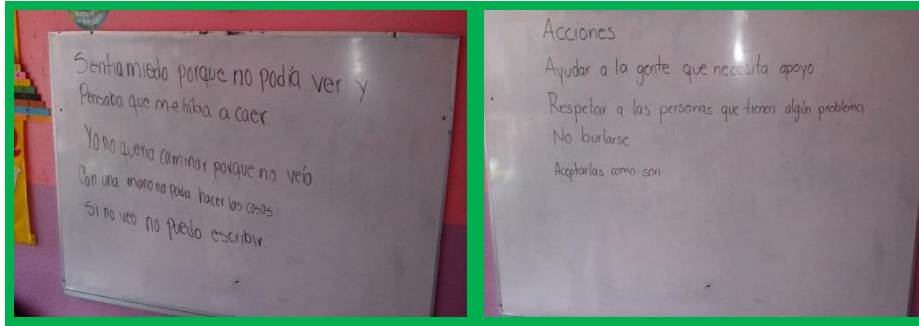 Sentia miedo porque no podía ver y
Pensaba que me hiba a caer.
Yo no queria caminar porque no veía
Con una mano no podia hacer las cosas
Si no veo no puedo escribir.
Acciones
Ayudar a la gente que necesita apoyo
Respetar a las personas que tienen algún problema
No burlarse
Aceptarlas como son